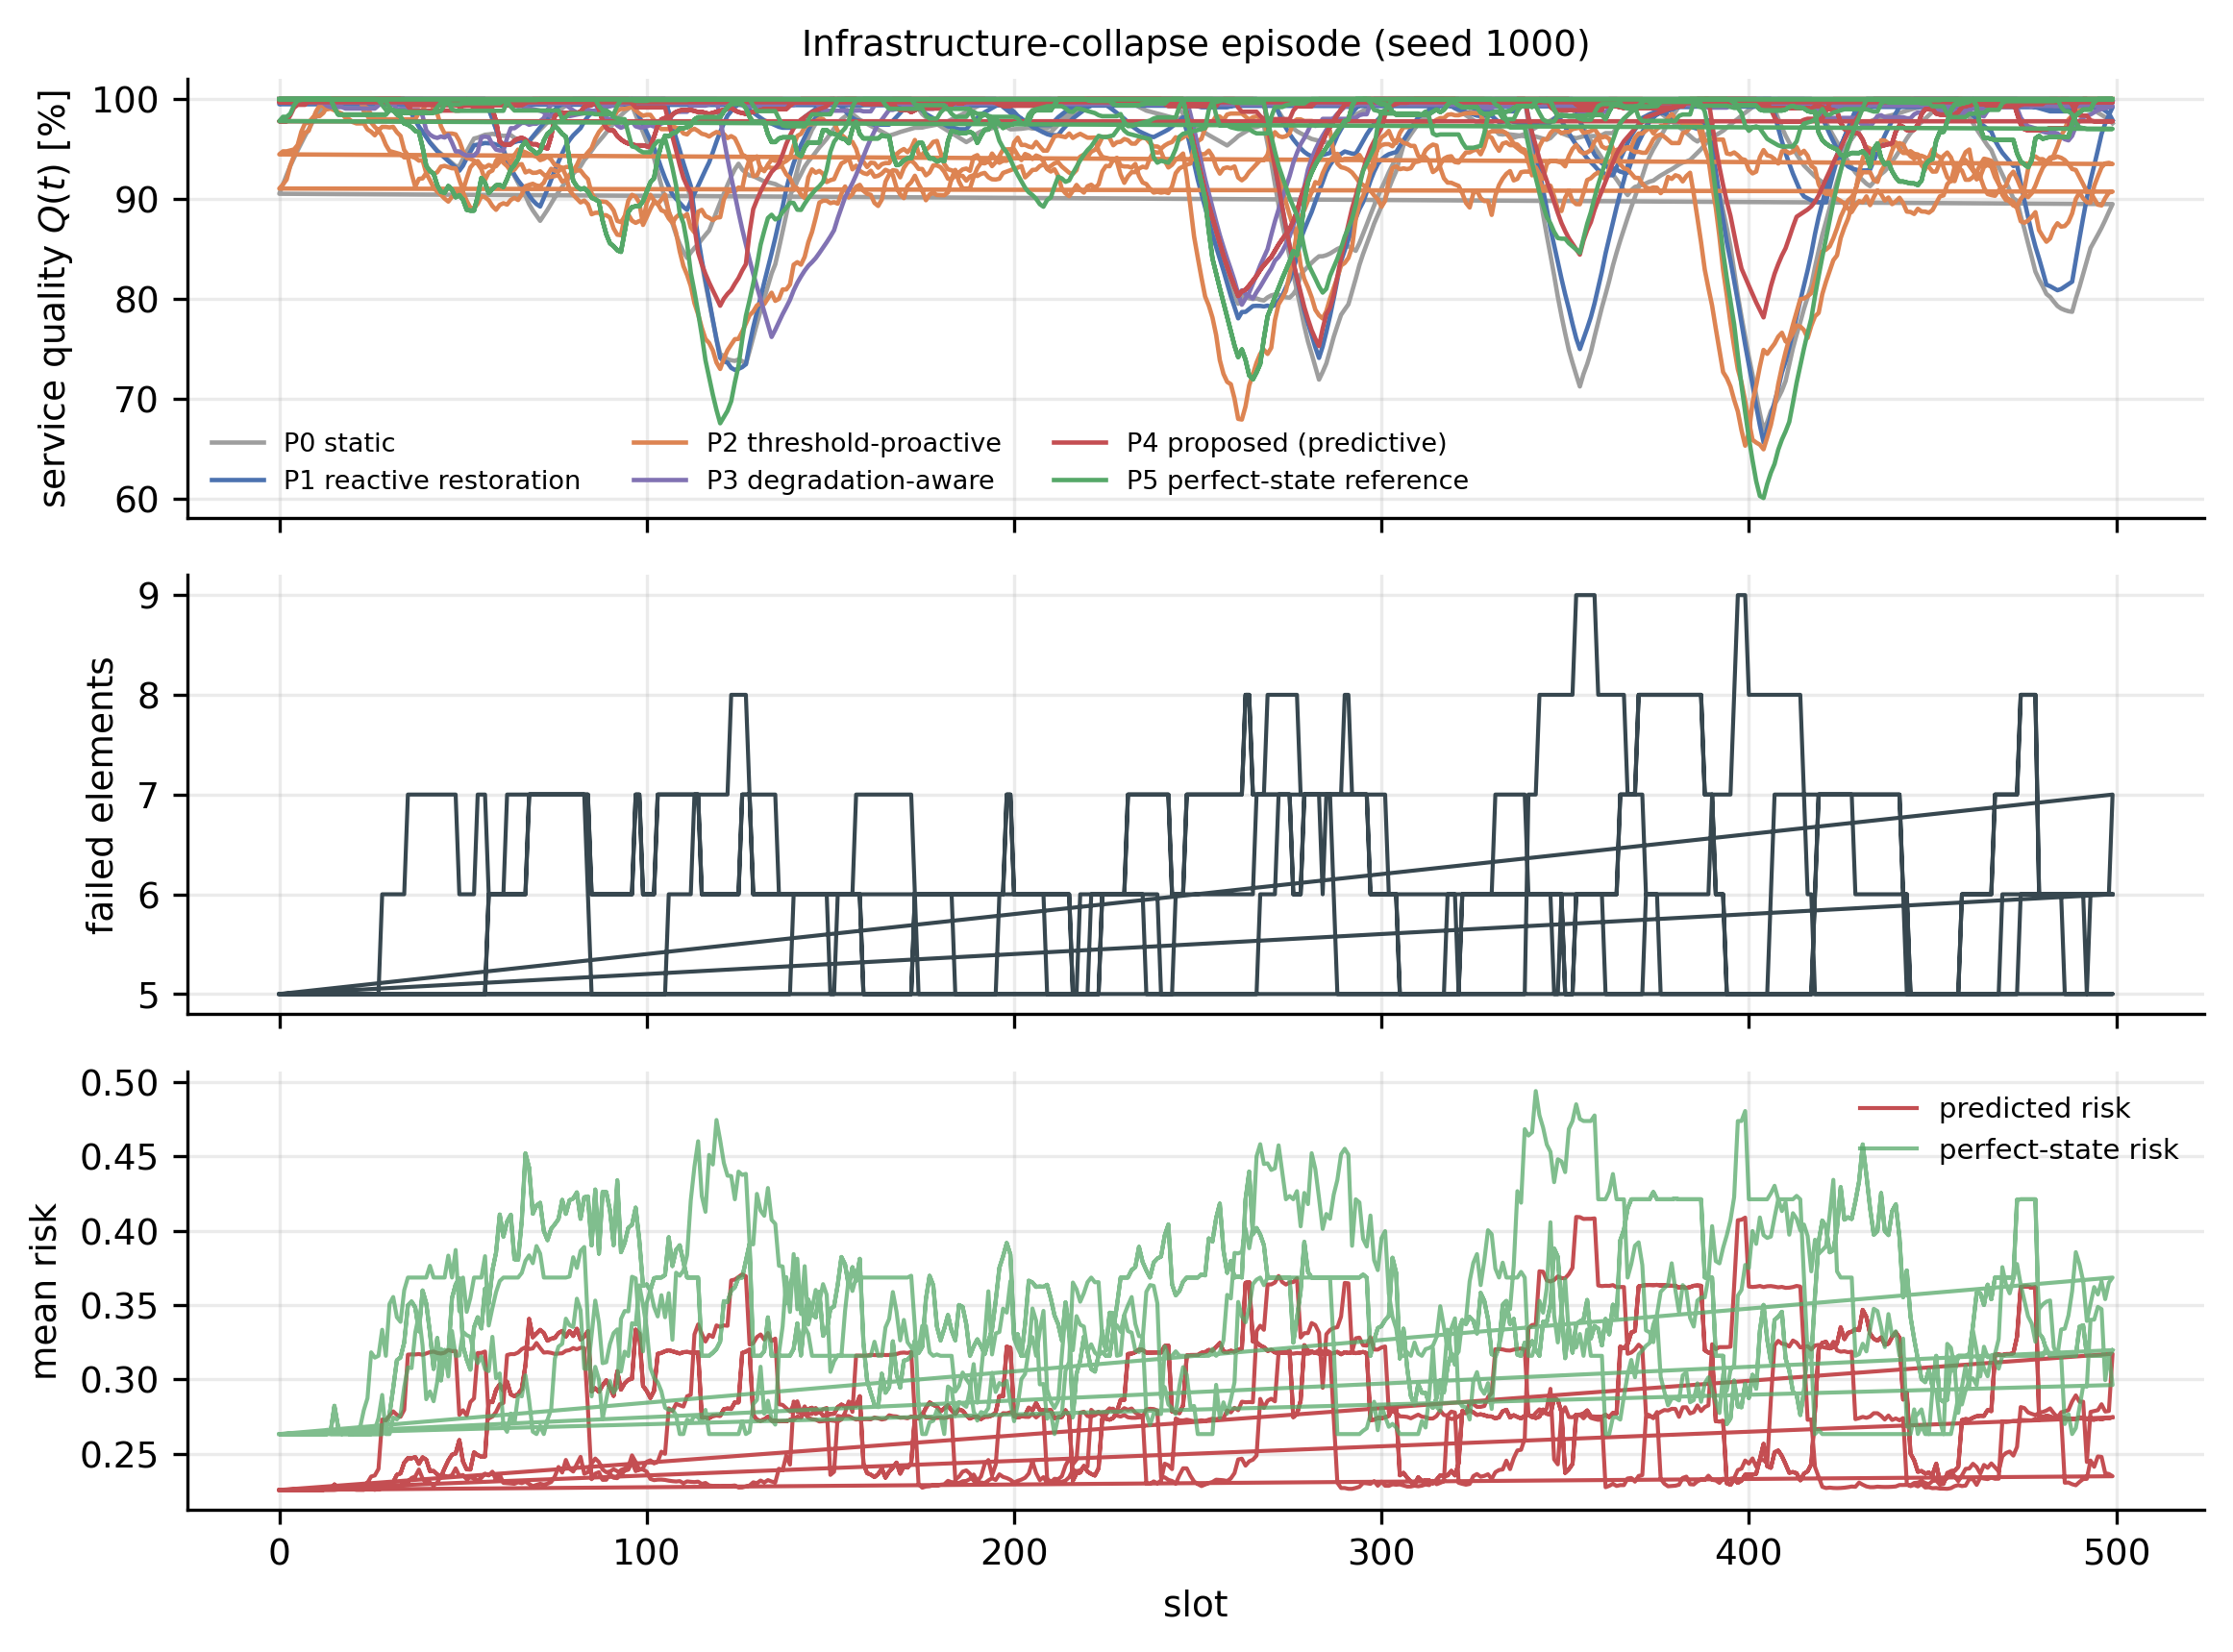 Infrastructure-collapse episode (seed 1000)
service quality Q(t) [%]
100
90
80
70
60
P0 static
P1 reactive restoration
P2 threshold-proactive
P3 degradation-aware
P4 proposed (predictive)
P5 perfect-state reference
failed elements
9
8
7
6
5
mean risk
0.50
0.45
0.40
0.35
0.30
0.25
predicted risk
perfect-state risk
0 100 200 300 400 500
slot